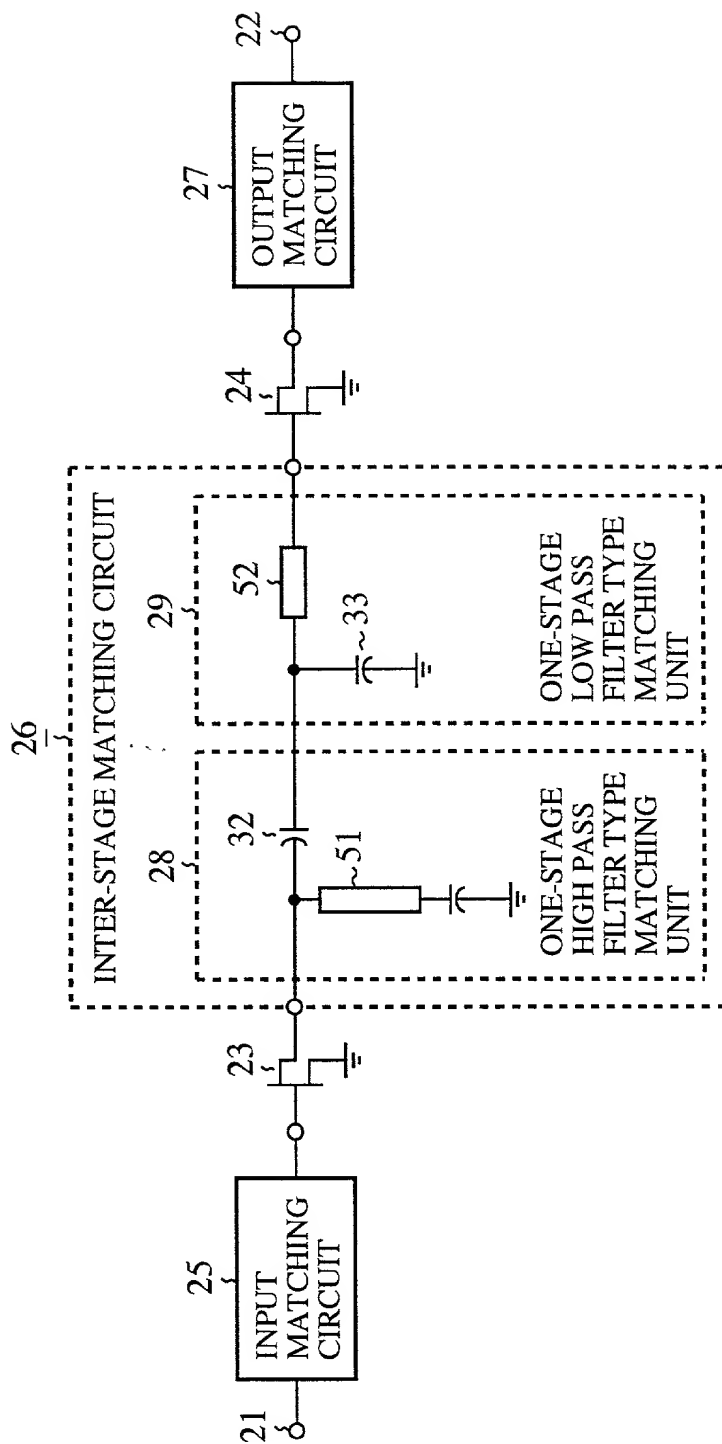 26
INTER-STAGE MATCHING CIRCUIT
21
25
INPUT
MATCHING
CIRCUIT
23
28
51
32
ONE-STAGE
HIGH PASS
FILTER TYPE
MATCHING
UNIT
29
33
52
ONE-STAGE
LOW PASS
FILTER TYPE
MATCHING
UNIT
24
27
OUTPUT
MATCHING
CIRCUIT
22